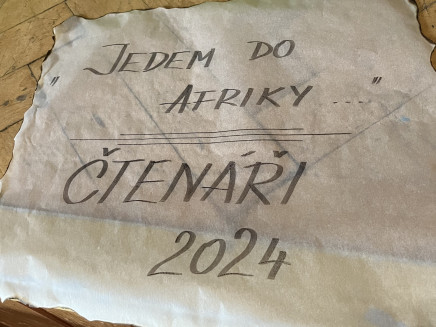 "JEDEM DO
AFRIKY ...."
ČTENÁŘI
2024